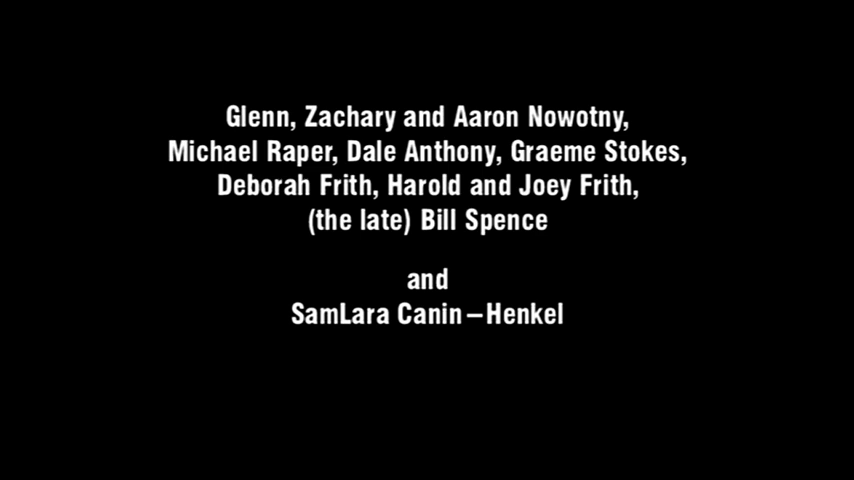 Glenn, Zachary and Aaron Nowotny,
Michael Raper, Dale Anthony, Graeme Stokes,
Deborah Frith, Harold and Joey Frith,
(the late) Bill Spence
and
SamLara Canin–Henkel